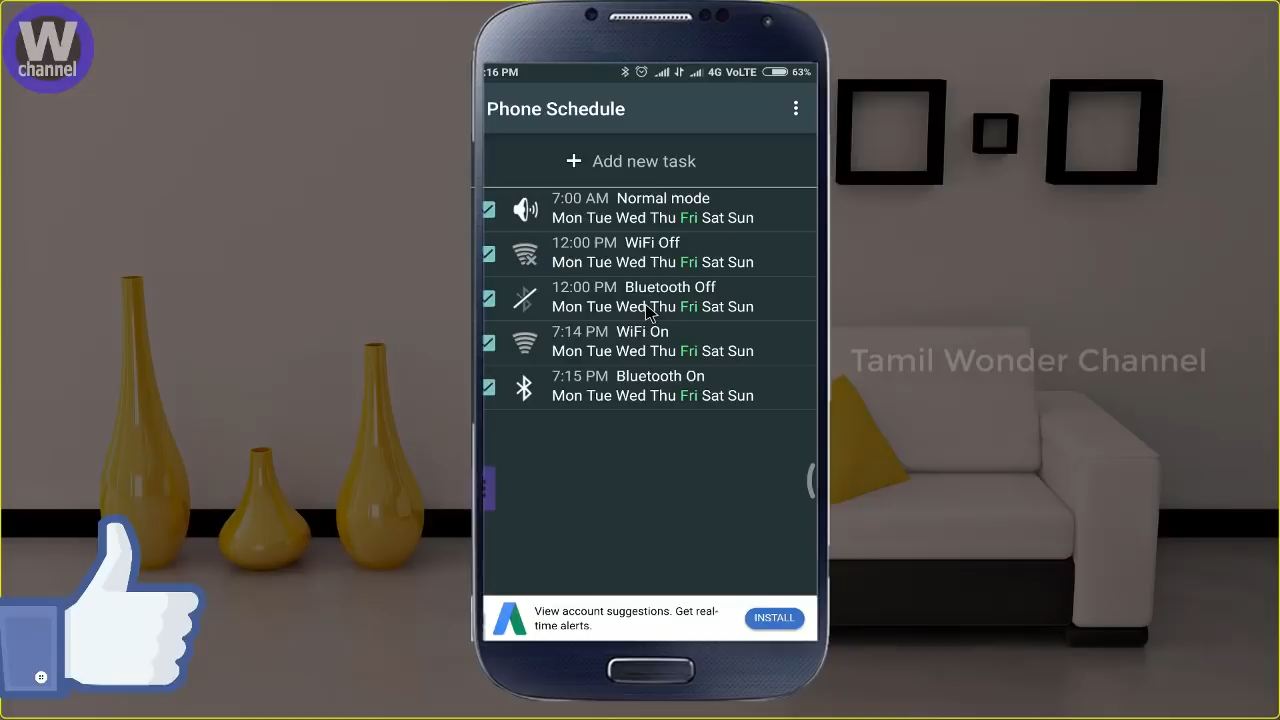 W
channel
:16 PM
4G VoLTE 63%
Phone Schedule
+ Add new task
7:00 AM Normal mode
Mon Tue Wed Thu Fri Sat Sun
12:00 PM WiFi Off
Mon Tue Wed Thu Fri Sat Sun
12:00 PM Bluetooth Off
Mon Tue Wed Thu Fri Sat Sun
7:14 PM WiFi On
Mon Tue Wed Thu Fri Sat Sun
7:15 PM Bluetooth On
Mon Tue Wed Thu Fri Sat Sun
View account suggestions. Get real-
time alerts.
INSTALL
Tamil Wonder Channel